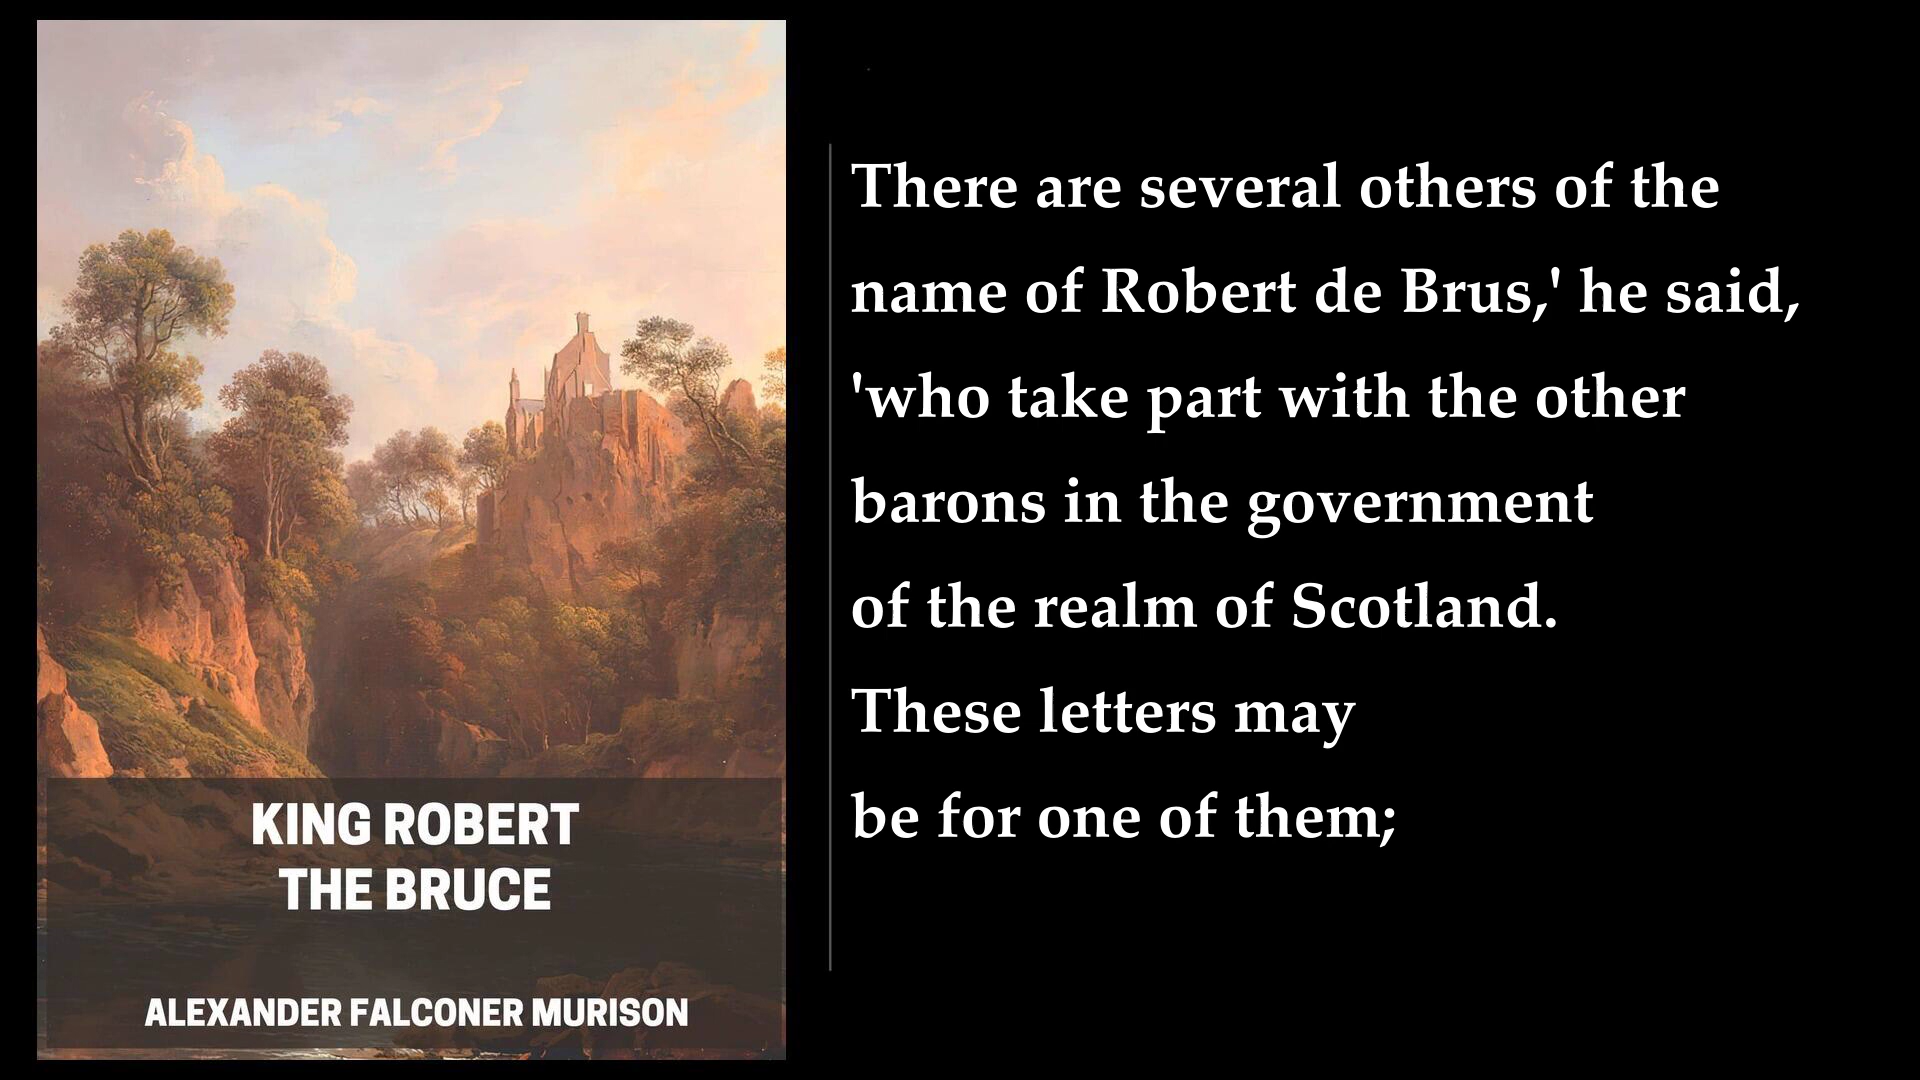 KING ROBERT
THE BRUCE
ALEXANDER FALCONER MURISON
There are several others of the
name of Robert de Brus,' he said,
'who take part with the other
barons in the government
of the realm of Scotland.
These letters may
be for one of them;